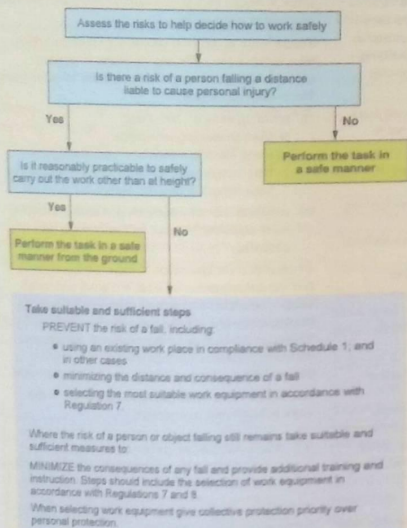 Assess the risks to help decide how to work safely
Is there a risk of a person falling a distance
liable to cause personal injury?
Yes
No
Is it reasonably practicable to safely
carry out the work other than at height?
Perform the task in
a safe manner
Yes
No
Perform the task in a safe
manner from the ground
Take suitable and sufficient steps
PREVENT the risk of a fall, including:
• using an existing work place in compliance with Schedule 1; and
in other cases
• minimizing the distance and consequence of a fall
• selecting the most suitable work equipment in accordance with
Regulation 7.
Where the risk of a person or object falling still remains take suitable and
sufficient measures to:
MINIMIZE the consequences of any fall and provide additional training and
instruction. Steps should include the selection of work equipment in
accordance with Regulations 7 and 8.
When selecting work equipment give collective protection priority over
personal protection